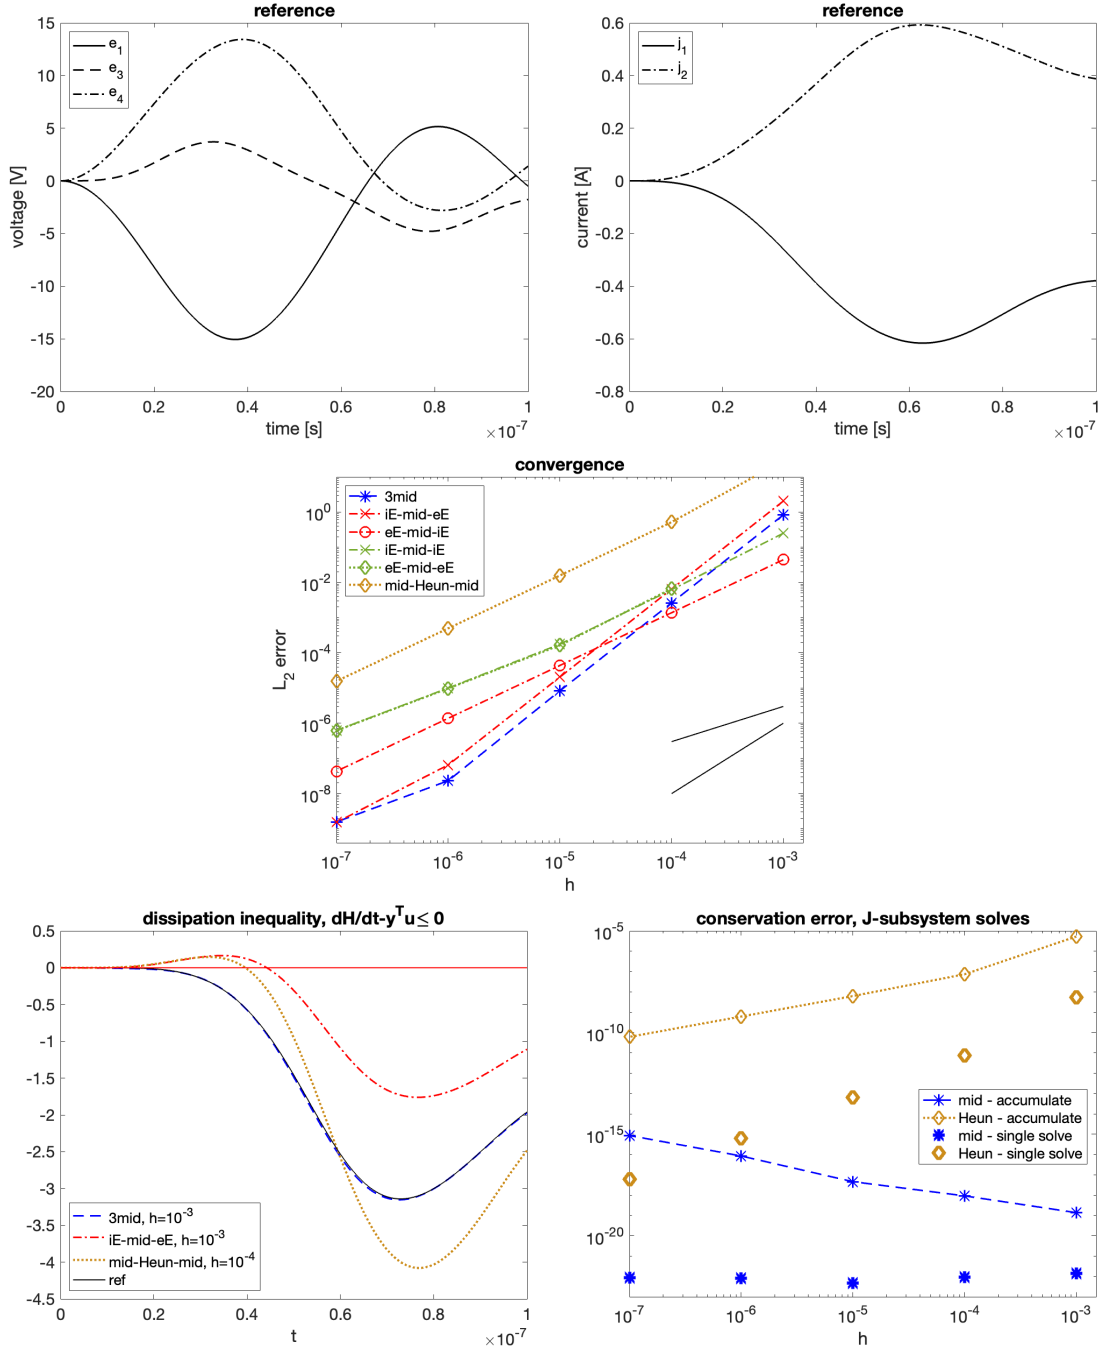 reference
15
10
5
0
-5
-10
-15
-20
voltage [V]
e1
e3
e4
0
0.2
0.4
0.6
0.8
1
time [s]
×10-7
reference
0.6
0.4
0.2
0
-0.2
-0.4
-0.6
-0.8
current [A]
j1
j2
0
0.2
0.4
0.6
0.8
1
time [s]
×10-7
convergence
100
10-2
10-4
10-6
10-8
L2 error
3mid
iE-mid-eE
eE-mid-iE
iE-mid-iE
eE-mid-eE
mid-Heun-mid
10-7
10-6
10-5
10-4
10-3
h
dissipation inequality, dH/dt-yTu≤ 0
0.5
0
-0.5
-1
-1.5
-2
-2.5
-3
-3.5
-4
-4.5
3mid, h=10-3
iE-mid-eE, h=10-3
mid-Heun-mid, h=10-4
ref
0
0.2
0.4
0.6
0.8
1
t
×10-7
conservation error, J-subsystem solves
10-5
10-10
10-15
10-20
mid - accumulate
Heun - accumulate
mid - single solve
Heun - single solve
10-7
10-6
10-5
10-4
10-3
h